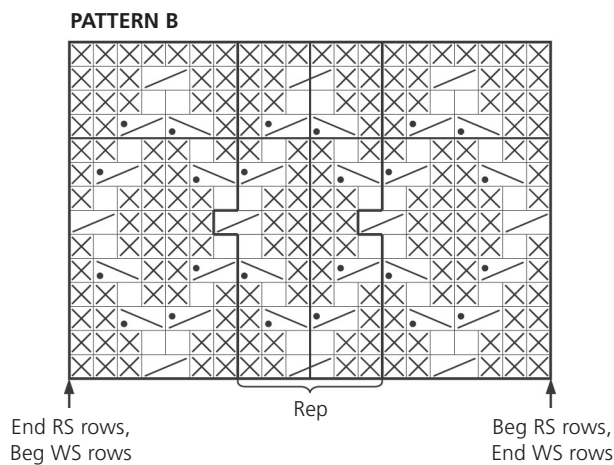 PATTERN B
Rep
End RS rows,
Beg WS rows
Beg RS rows,
End WS rows